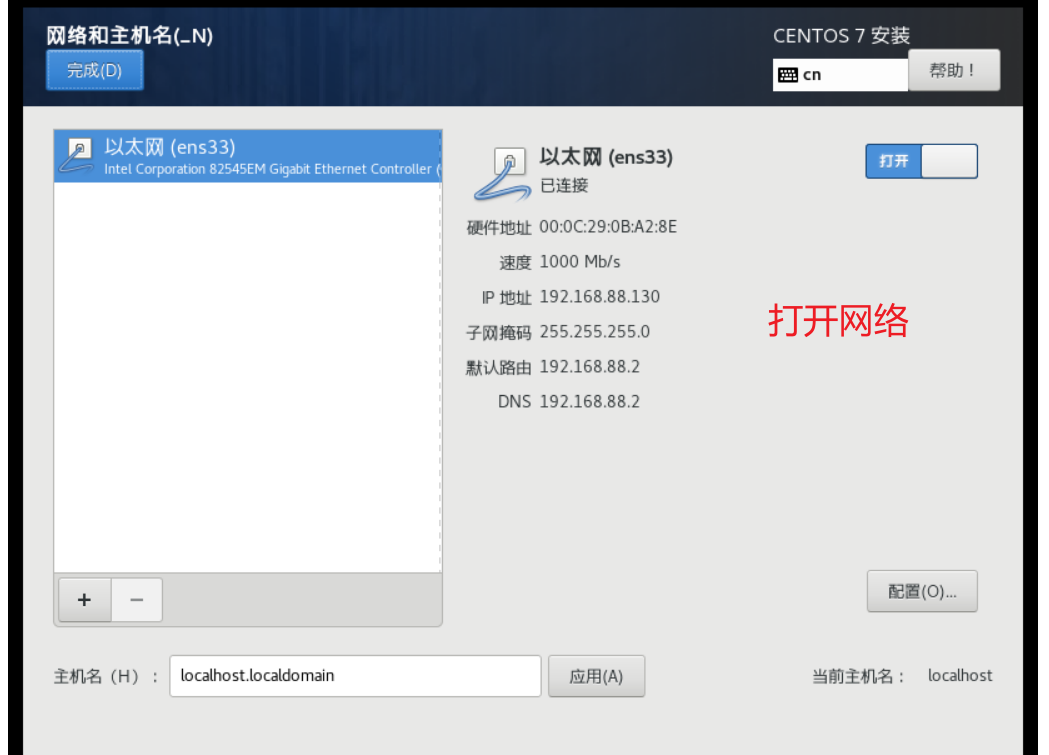 网络和主机名(_N)
CENTOS 7 安装
完成(D)
cn
帮助！
以太网 (ens33)
Intel Corporation 82545EM Gigabit Ethernet Controller (
以太网 (ens33)
已连接
打开
硬件地址 00:0C:29:0B:A2:8E
速度 1000 Mb/s
IP 地址 192.168.88.130
子网掩码 255.255.255.0
默认路由 192.168.88.2
DNS 192.168.88.2
打开网络
+ −
配置(O)...
主机名（H）： localhost.localdomain 应用(A) 当前主机名： localhost